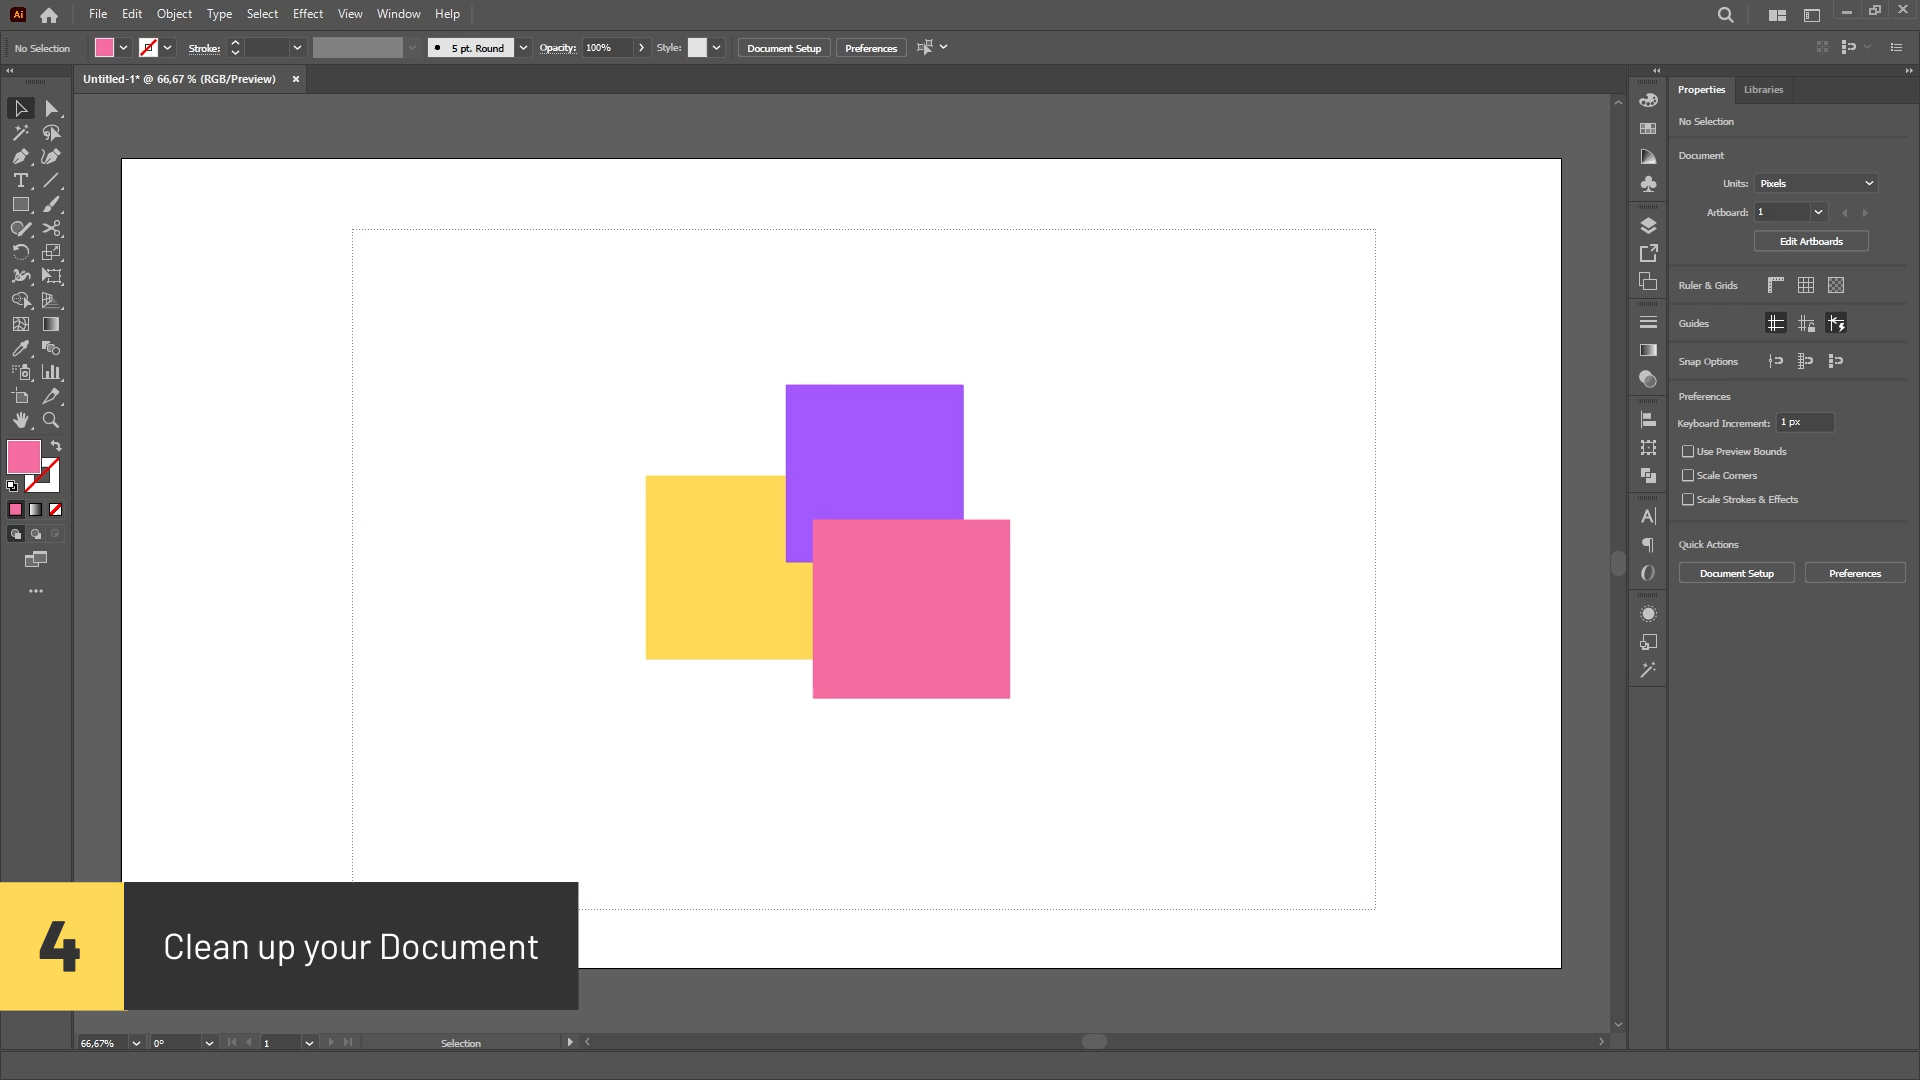 Ai
File Edit Object Type Select Effect View Window Help
No Selection
Stroke:
5 pt. Round
Opacity: 100%
Style:
Document Setup
Preferences
Untitled-1* @ 66,67 % (RGB/Preview)
Properties
Libraries
No Selection
Document
Units: Pixels
Artboard: 1
Edit Artboards
Ruler & Grids
Guides
Snap Options
Preferences
Keyboard Increment: 1 px
Use Preview Bounds
Scale Corners
Scale Strokes & Effects
Quick Actions
Document Setup
Preferences
4
Clean up your Document
66,67%
0°
1
Selection